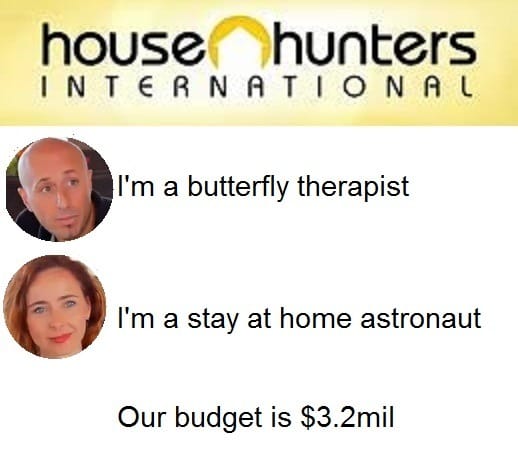 house hunters
INTERNATIONAL
I'm a butterfly therapist
I'm a stay at home astronaut
Our budget is $3.2mil